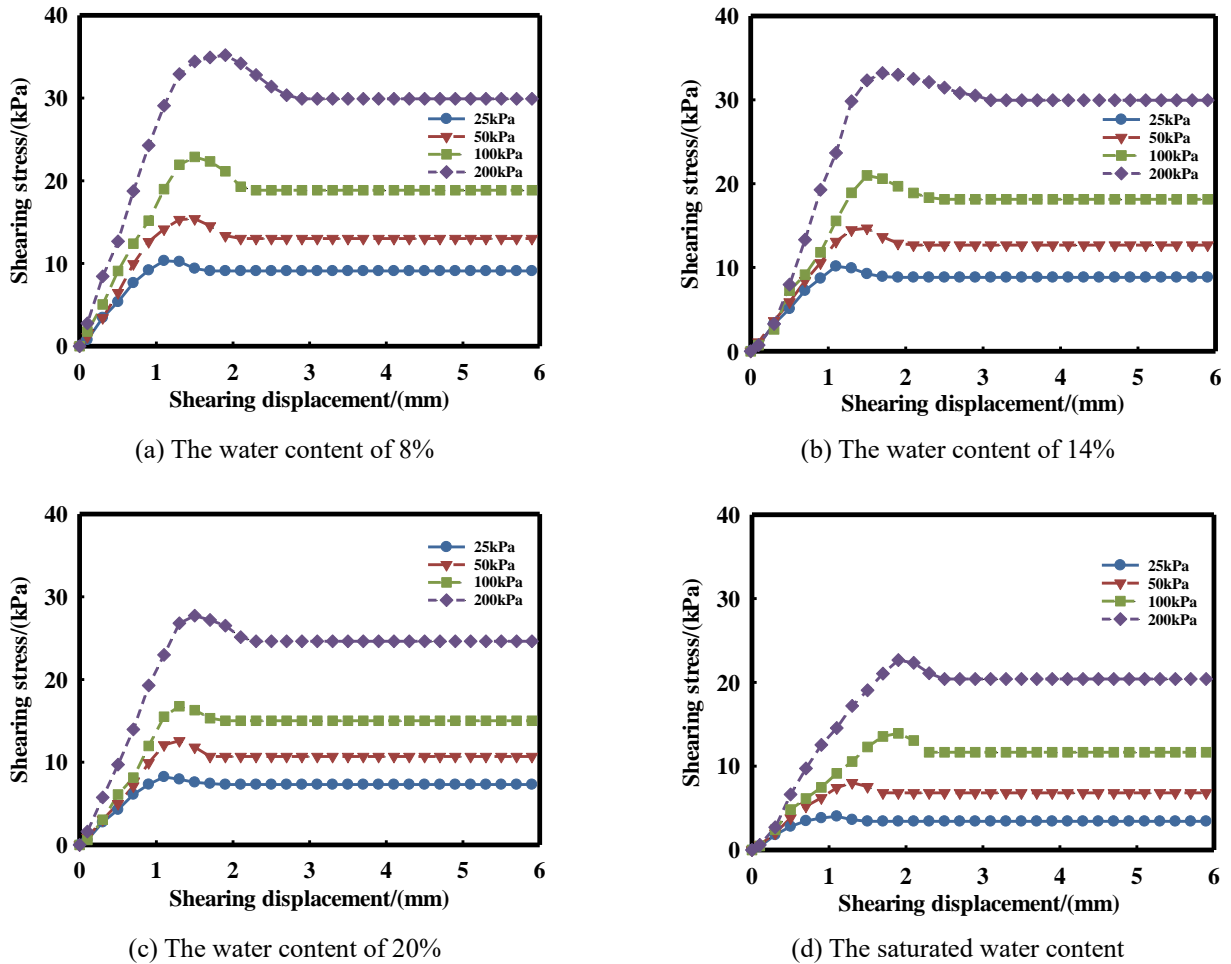 40
30
20
10
0
Shearing stress/(kPa)
25kPa
50kPa
100kPa
200kPa
0 1 2 3 4 5 6
Shearing displacement/(mm)
(a) The water content of 8%
40
30
20
10
0
Shearing stress/(kPa)
25kPa
50kPa
100kPa
200kPa
0 1 2 3 4 5 6
Shearing displacement/(mm)
(b) The water content of 14%
40
30
20
10
0
Shearing stress/(kPa)
25kPa
50kPa
100kPa
200kPa
0 1 2 3 4 5 6
Shearing displacement/(mm)
(c) The water content of 20%
40
30
20
10
0
Shearing stress/(kPa)
25kPa
50kPa
100kPa
200kPa
0 1 2 3 4 5 6
Shearing displacement/(mm)
(d) The saturated water content